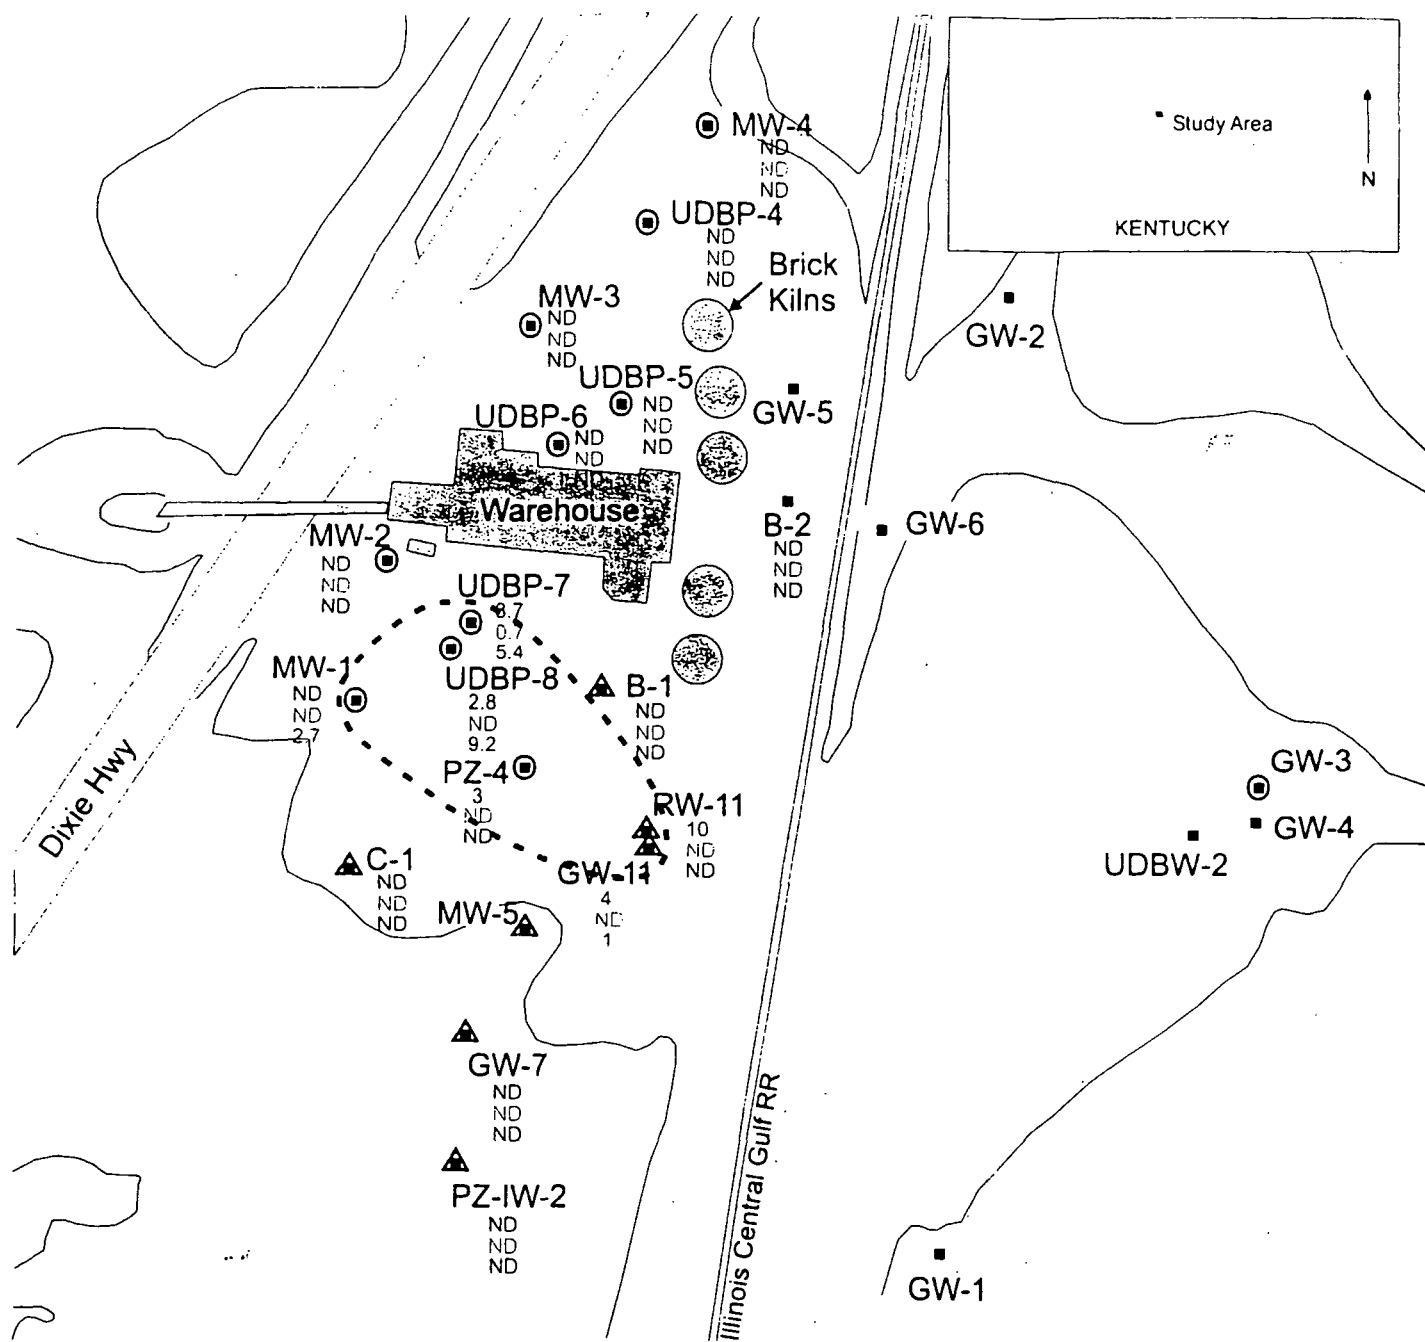 MW-4
ND
ND
ND
Study Area
N
KENTUCKY
UDBP-4
ND
ND
ND
Brick
Kilns
MW-3
ND
ND
ND
GW-2
UDBP-5
ND
ND
ND
GW-5
UDBP-6
ND
ND
ND
Warehouse
B-2
ND
ND
ND
GW-6
MW-2
ND
ND
ND
UDBP-7
8.7
0.7
5.4
MW-1
ND
ND
2.7
UDBP-8
2.8
ND
9.2
B-1
ND
ND
ND
Dixie Hwy
PZ-4
3
ND
ND
GW-3
GW-4
UDBW-2
RW-11
10
ND
ND
C-1
ND
ND
ND
GW-11
4
ND
1
MW-5
GW-7
ND
ND
ND
Illinois Central Gulf RR
PZ-IW-2
ND
ND
ND
GW-1